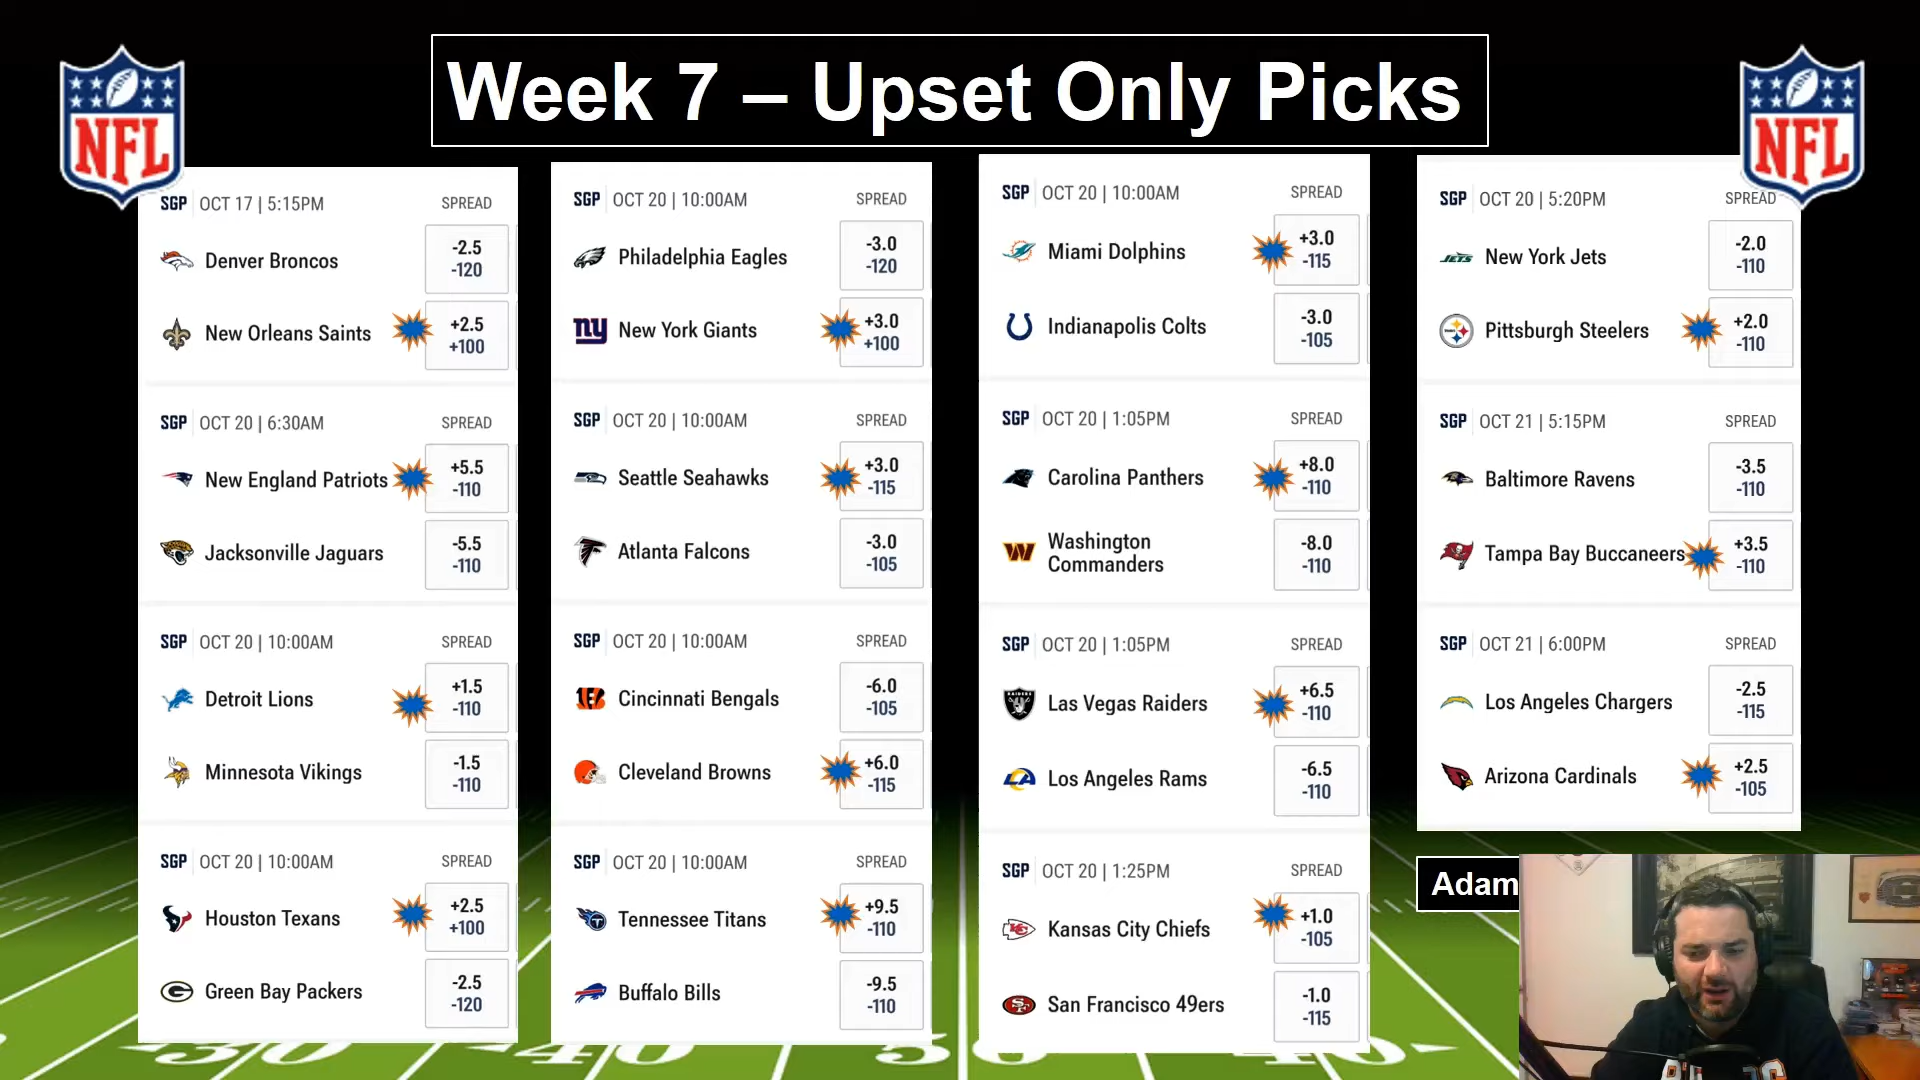 Week 7 – Upset Only Picks
NFL
NFL
SGP OCT 17 | 5:15PM SPREAD
Denver Broncos -2.5
-120
New Orleans Saints +2.5
+100
SGP OCT 20 | 6:30AM SPREAD
New England Patriots +5.5
-110
Jacksonville Jaguars -5.5
-110
SGP OCT 20 | 10:00AM SPREAD
Detroit Lions +1.5
-110
Minnesota Vikings -1.5
-110
SGP OCT 20 | 10:00AM SPREAD
Houston Texans +2.5
+100
Green Bay Packers -2.5
-120
SGP OCT 20 | 10:00AM SPREAD
Philadelphia Eagles -3.0
-120
ny New York Giants +3.0
+100
SGP OCT 20 | 10:00AM SPREAD
Seattle Seahawks +3.0
-115
Atlanta Falcons -3.0
-105
SGP OCT 20 | 10:00AM SPREAD
Cincinnati Bengals -6.0
-105
Cleveland Browns +6.0
-115
SGP OCT 20 | 10:00AM SPREAD
Tennessee Titans +9.5
-110
Buffalo Bills -9.5
-110
SGP OCT 20 | 10:00AM SPREAD
Miami Dolphins +3.0
-115
Indianapolis Colts -3.0
-105
SGP OCT 20 | 1:05PM SPREAD
Carolina Panthers +8.0
-110
W Washington
Commanders -8.0
-110
SGP OCT 20 | 1:05PM SPREAD
RAIDERS Las Vegas Raiders +6.5
-110
LA Los Angeles Rams -6.5
-110
SGP OCT 20 | 1:25PM SPREAD
KC Kansas City Chiefs +1.0
-105
SF San Francisco 49ers -1.0
-115
SGP OCT 20 | 5:20PM SPREAD
JETS New York Jets -2.0
-110
Pittsburgh Steelers +2.0
-110
SGP OCT 21 | 5:15PM SPREAD
Baltimore Ravens -3.5
-110
Tampa Bay Buccaneers +3.5
-110
SGP OCT 21 | 6:00PM SPREAD
Los Angeles Chargers -2.5
-115
Arizona Cardinals +2.5
-105
Adam
30 40 50 40